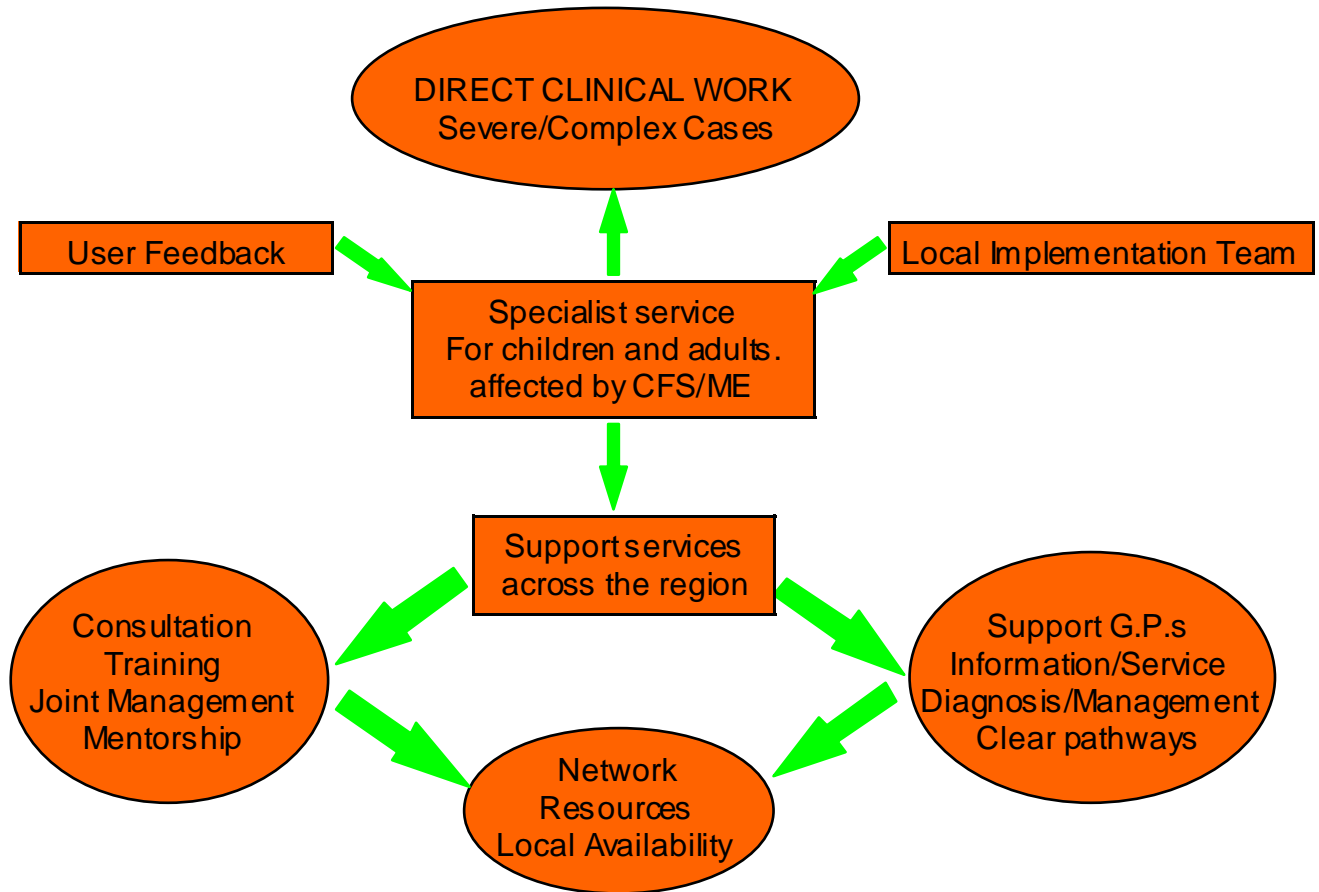 DIRECT CLINICAL WORK
Severe/Complex Cases
User Feedback
Local Implementation Team
Specialist service
For children and adults.
affected by CFS/ME
Support services
across the region
Consultation
Training
Joint Management
Mentorship
Support G.P.s
Information/Service
Diagnosis/Management
Clear pathways
Network
Resources
Local Availability